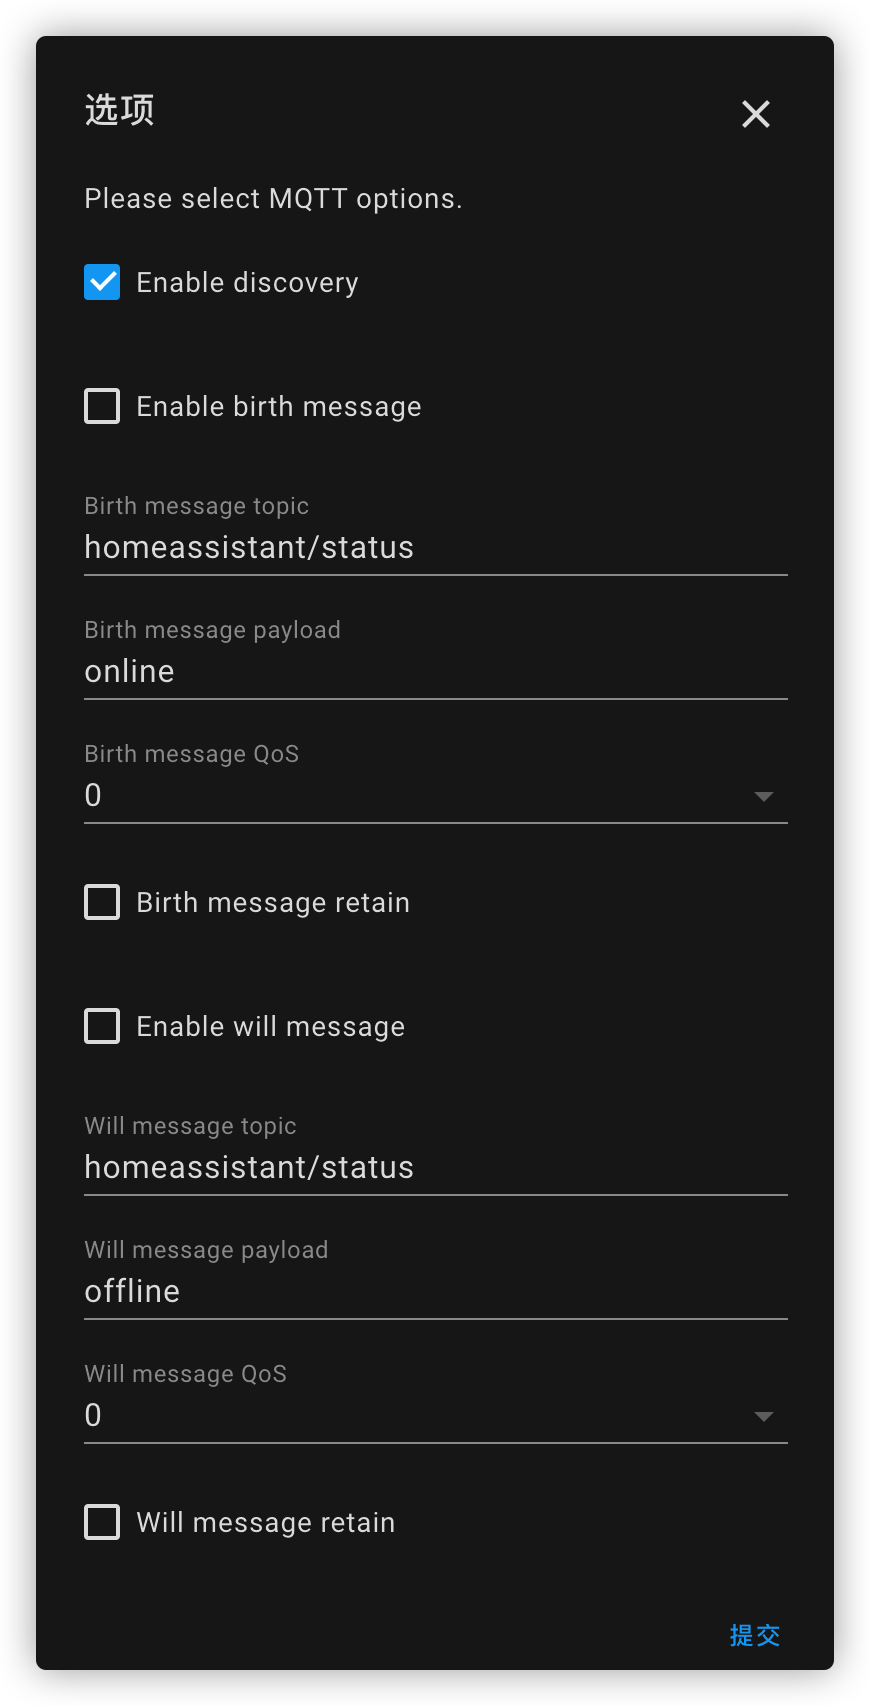 选项
Please select MQTT options.
Enable discovery
Enable birth message
Birth message topic
homeassistant/status
Birth message payload
online
Birth message QoS
0
Birth message retain
Enable will message
Will message topic
homeassistant/status
Will message payload
offline
Will message QoS
0
Will message retain
提交